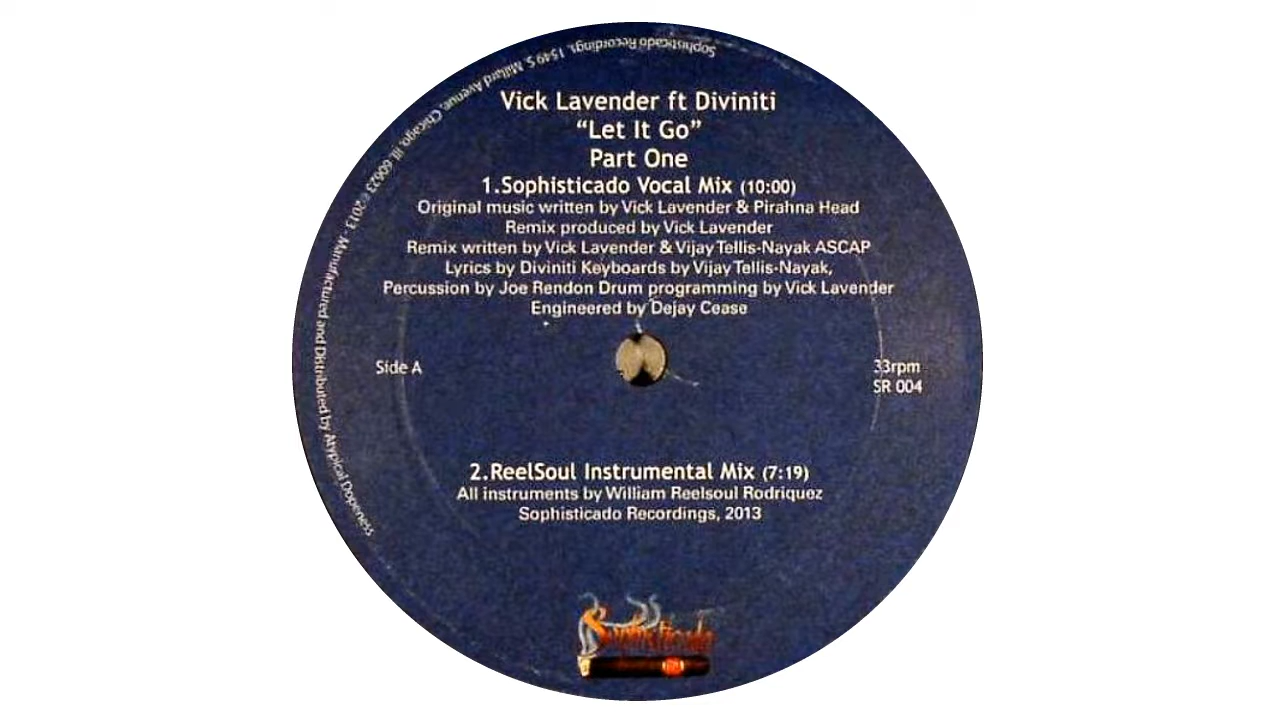 Sophisticado Recordings, 1549 S. Millard Avenue, Chicago, Ill. 60623 ©2013 - Manufactured and Distributed by Atypical Dopeness
Vick Lavender ft Diviniti
“Let It Go”
Part One
1.Sophisticado Vocal Mix (10:00)
Original music written by Vick Lavender & Pirahna Head
Remix produced by Vick Lavender
Remix written by Vick Lavender & Vijay Tellis-Nayak ASCAP
Lyrics by Diviniti Keyboards by Vijay Tellis-Nayak,
Percussion by Joe Rendon Drum programming by Vick Lavender
Engineered by Dejay Cease
Side A
33rpm
SR 004
2.ReelSoul Instrumental Mix (7:19)
All instruments by William Reelsoul Rodriquez
Sophisticado Recordings, 2013
Sophisticado